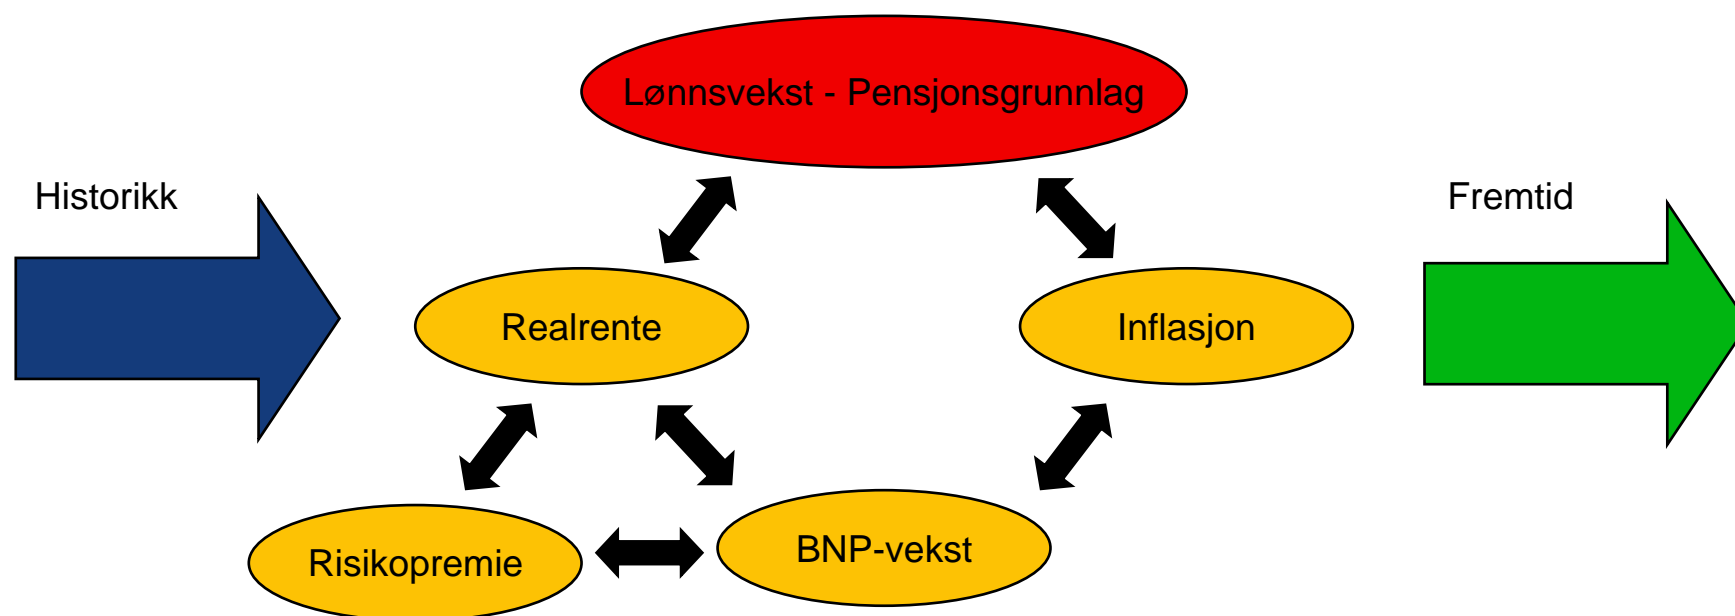 Lønnsvekst - Pensjonsgrunnlag
Historikk
Fremtid
Realrente
Inflasjon
Risikopremie
BNP-vekst